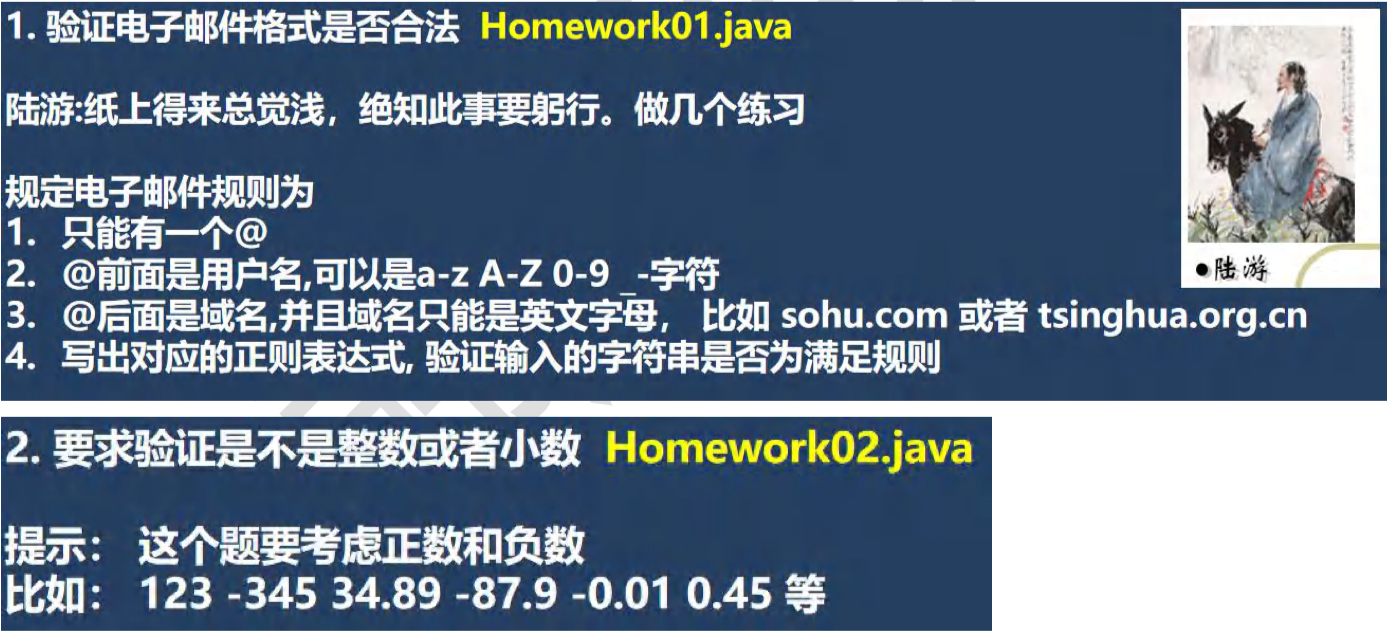 1. 验证电子邮件格式是否合法 Homework01.java
陆游:纸上得来总觉浅，绝知此事要躬行。做几个练习
规定电子邮件规则为
1. 只能有一个@
2. @前面是用户名,可以是a-z A-Z 0-9 _-字符
3. @后面是域名,并且域名只能是英文字母， 比如 sohu.com 或者 tsinghua.org.cn
4. 写出对应的正则表达式, 验证输入的字符串是否为满足规则
●陆游
2. 要求验证是不是整数或者小数 Homework02.java
提示： 这个题要考虑正数和负数
比如： 123 -345 34.89 -87.9 -0.01 0.45 等